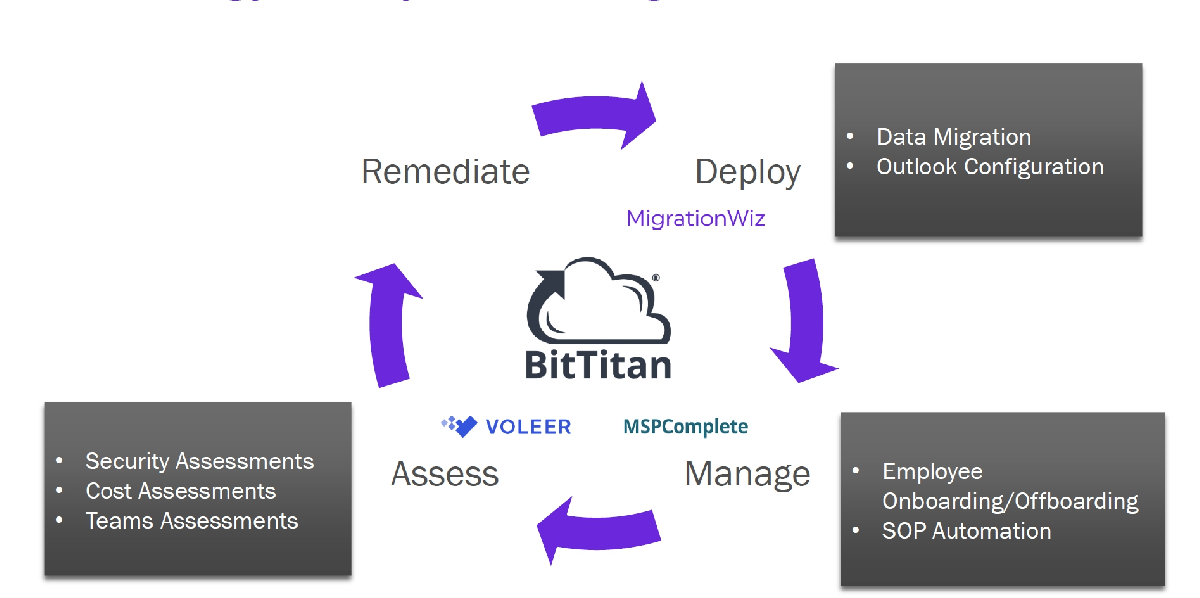 Remediate
Deploy
MigrationWiz
• Data Migration
• Outlook Configuration
®
BitTitan
VOLEER
MSPComplete
Assess
Manage
• Security Assessments
• Cost Assessments
• Teams Assessments
• Employee
Onboarding/Offboarding
• SOP Automation